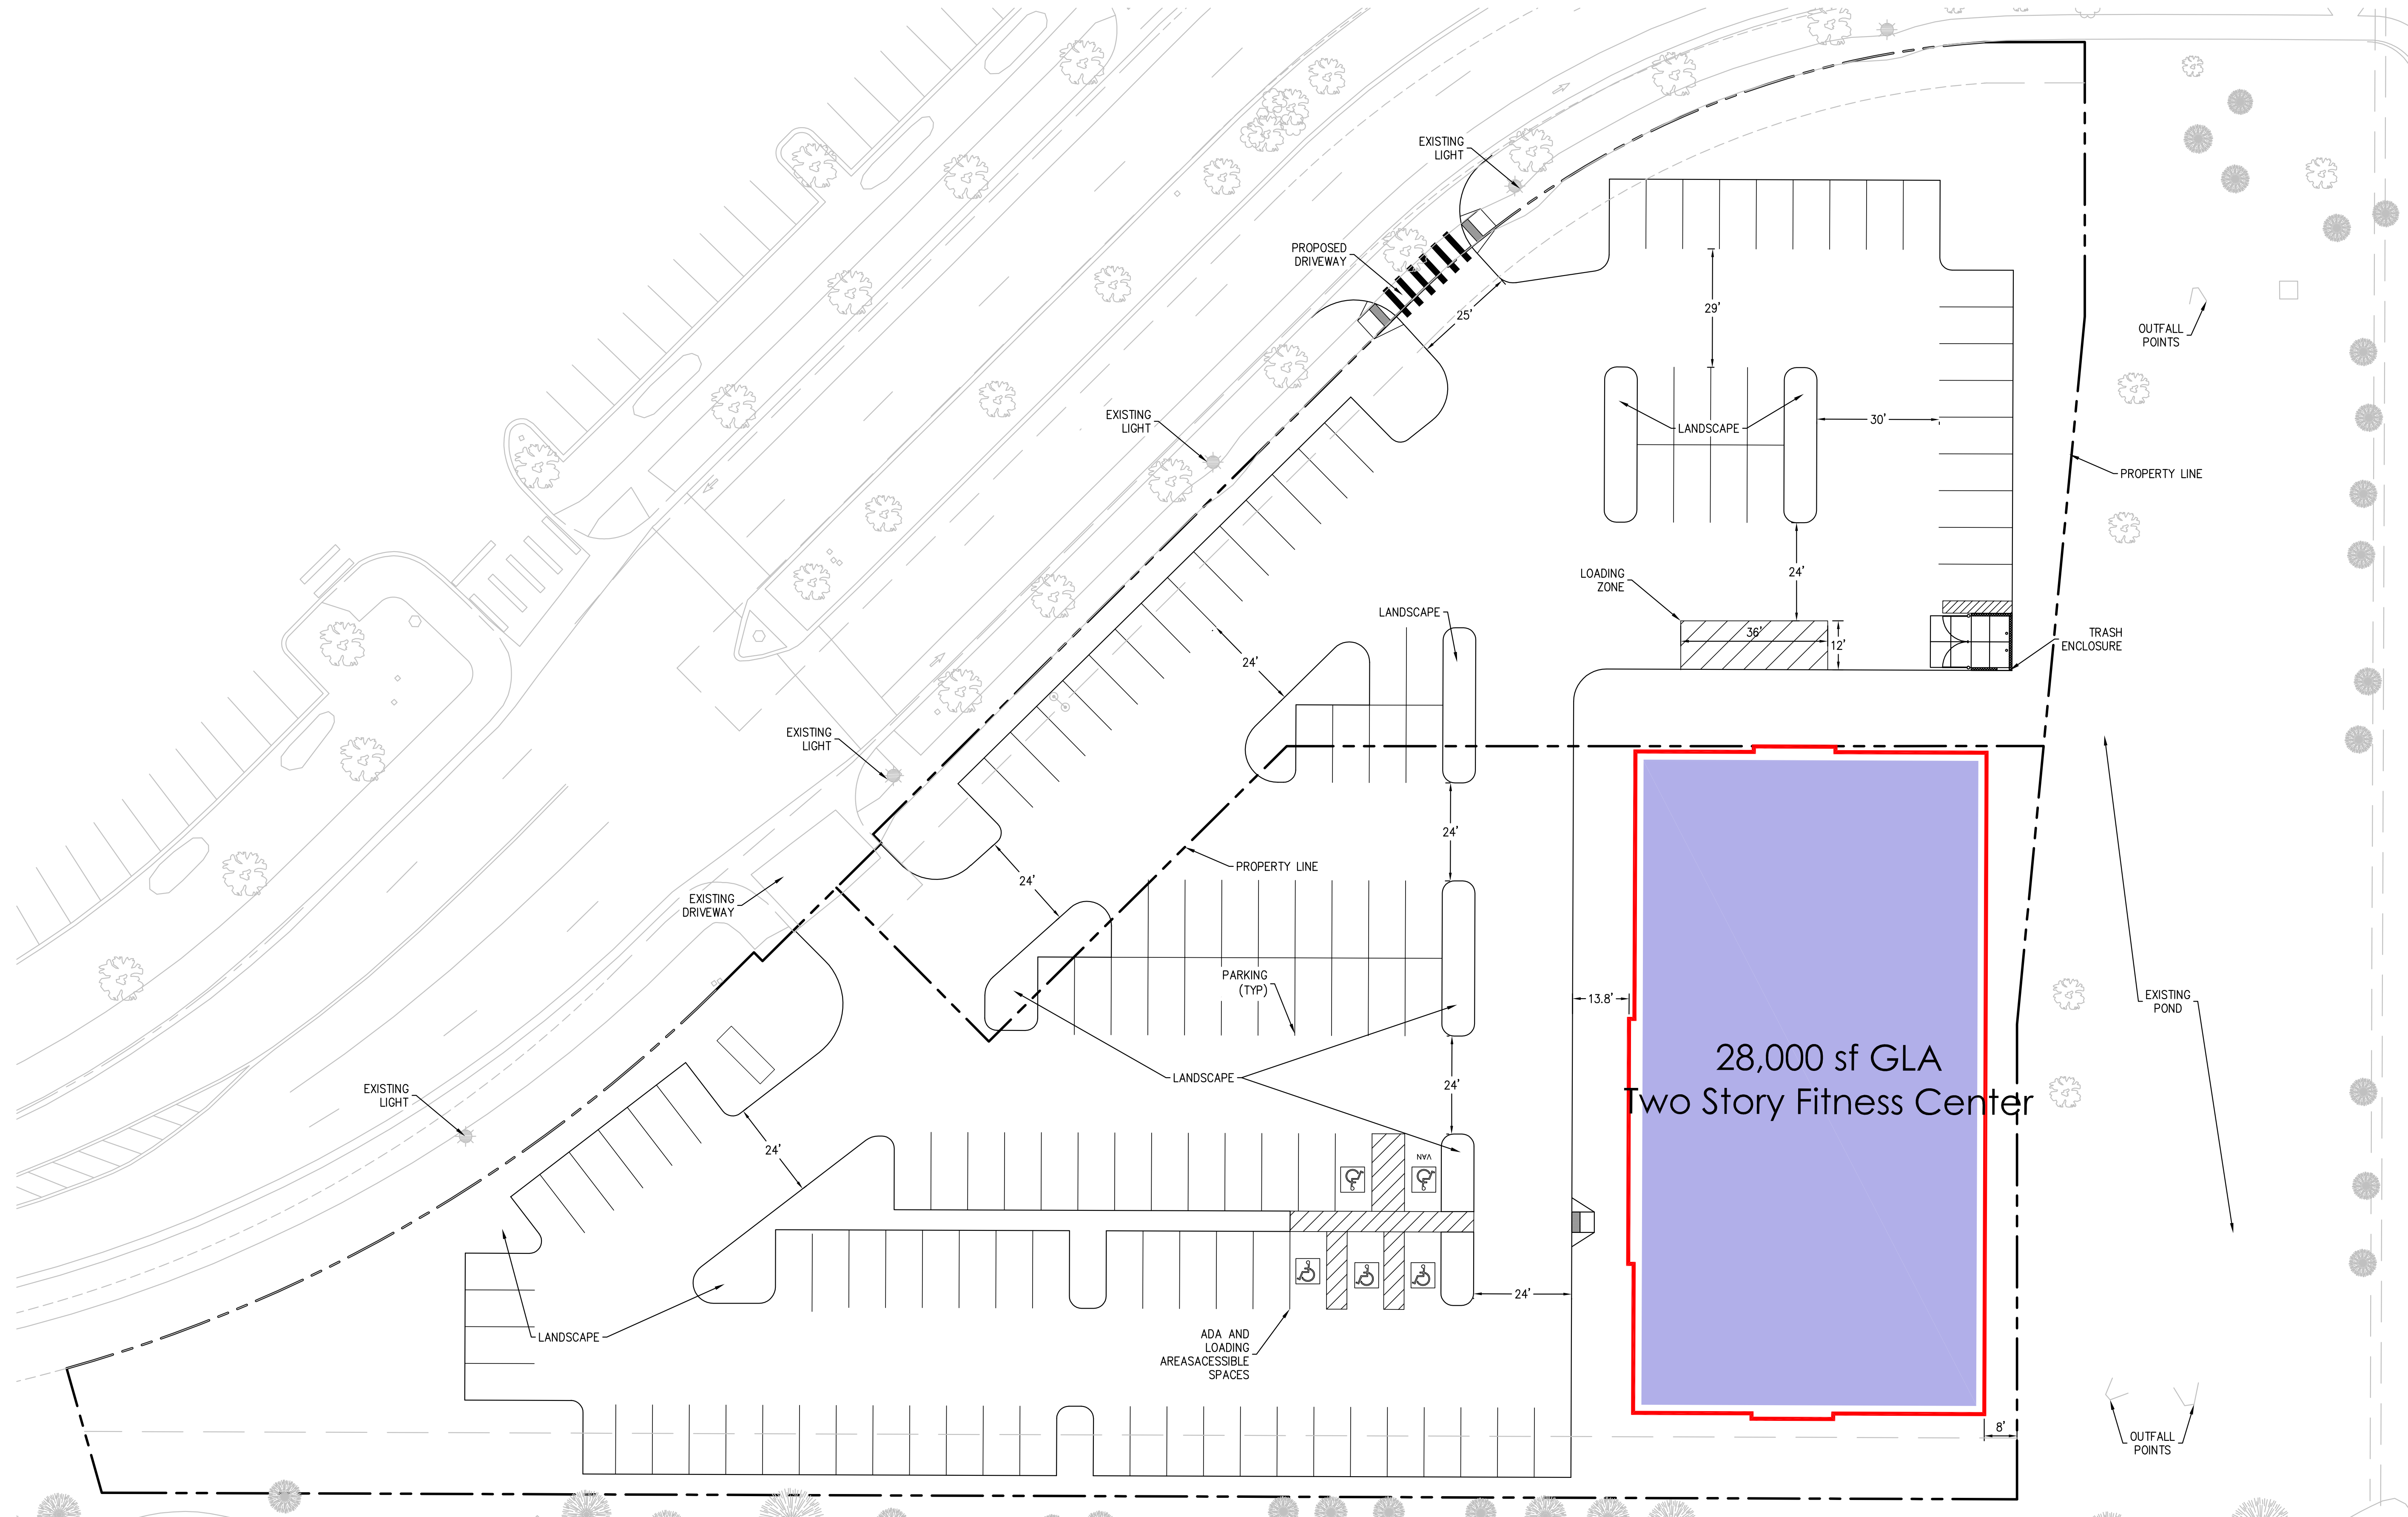 EXISTING
LIGHT
PROPOSED
DRIVEWAY
25'
29'
OUTFALL
POINTS
EXISTING
LIGHT
LANDSCAPE
30'
PROPERTY LINE
LOADING
ZONE
24'
LANDSCAPE
36'
12'
TRASH
ENCLOSURE
24'
EXISTING
LIGHT
24'
PROPERTY LINE
24'
EXISTING
DRIVEWAY
PARKING
(TYP)
13.8'
EXISTING
POND
28,000 sf GLA
Two Story Fitness Center
LANDSCAPE
24'
EXISTING
LIGHT
24'
VAN
24'
LANDSCAPE
ADA AND
LOADING
AREASACESSIBLE
SPACES
8'
OUTFALL
POINTS